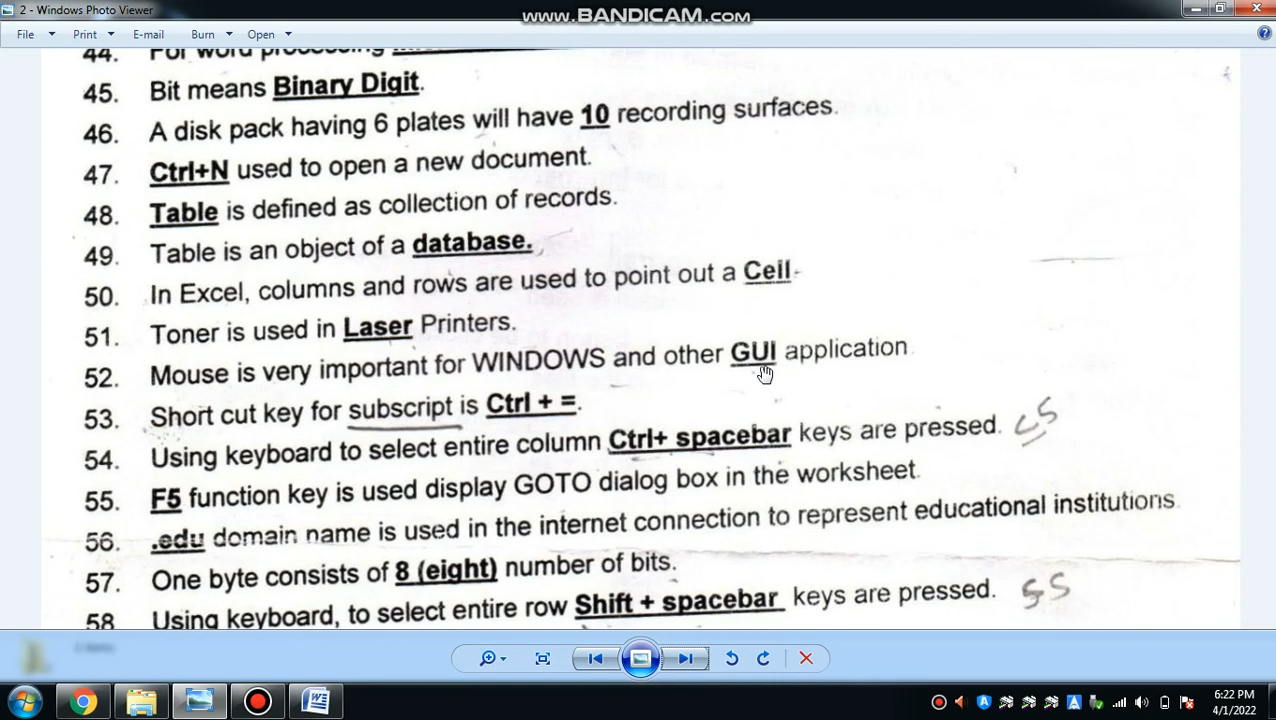 2 - Windows Photo Viewer
www.BANDICAM.com
File Print E-mail Burn Open
44. For word processing
45. Bit means Binary Digit.
46. A disk pack having 6 plates will have 10 recording surfaces.
47. Ctrl+N used to open a new document.
48. Table is defined as collection of records.
49. Table is an object of a database.
50. In Excel, columns and rows are used to point out a Cell
51. Toner is used in Laser Printers.
52. Mouse is very important for WINDOWS and other GUI application
53. Short cut key for subscript is Ctrl + =.
54. Using keyboard to select entire column Ctrl+ spacebar keys are pressed. CS
55. F5 function key is used display GOTO dialog box in the worksheet.
56. .edu domain name is used in the internet connection to represent educational institutions.
57. One byte consists of 8 (eight) number of bits.
58 Using keyboard, to select entire row Shift + spacebar keys are pressed. SS
6:22 PM
4/1/2022